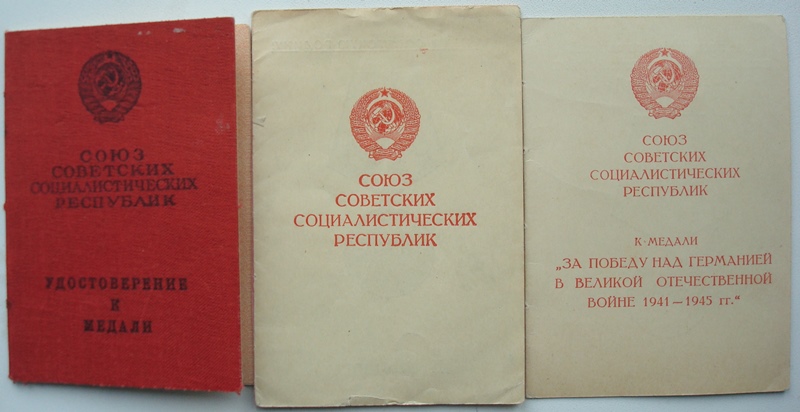 СОЮЗ
СОВЕТСКИХ
СОЦИАЛИСТИЧЕСКИХ
РЕСПУБЛИК
УДОСТОВЕРЕНИЕ
К
МЕДАЛИ
СОЮЗ
СОВЕТСКИХ
СОЦИАЛИСТИЧЕСКИХ
РЕСПУБЛИК
СОЮЗ
СОВЕТСКИХ
СОЦИАЛИСТИЧЕСКИХ
РЕСПУБЛИК
К МЕДАЛИ
„ЗА ПОБЕДУ НАД ГЕРМАНИЕЙ
В ВЕЛИКОЙ ОТЕЧЕСТВЕННОЙ
ВОЙНЕ 1941—1945 гг.“